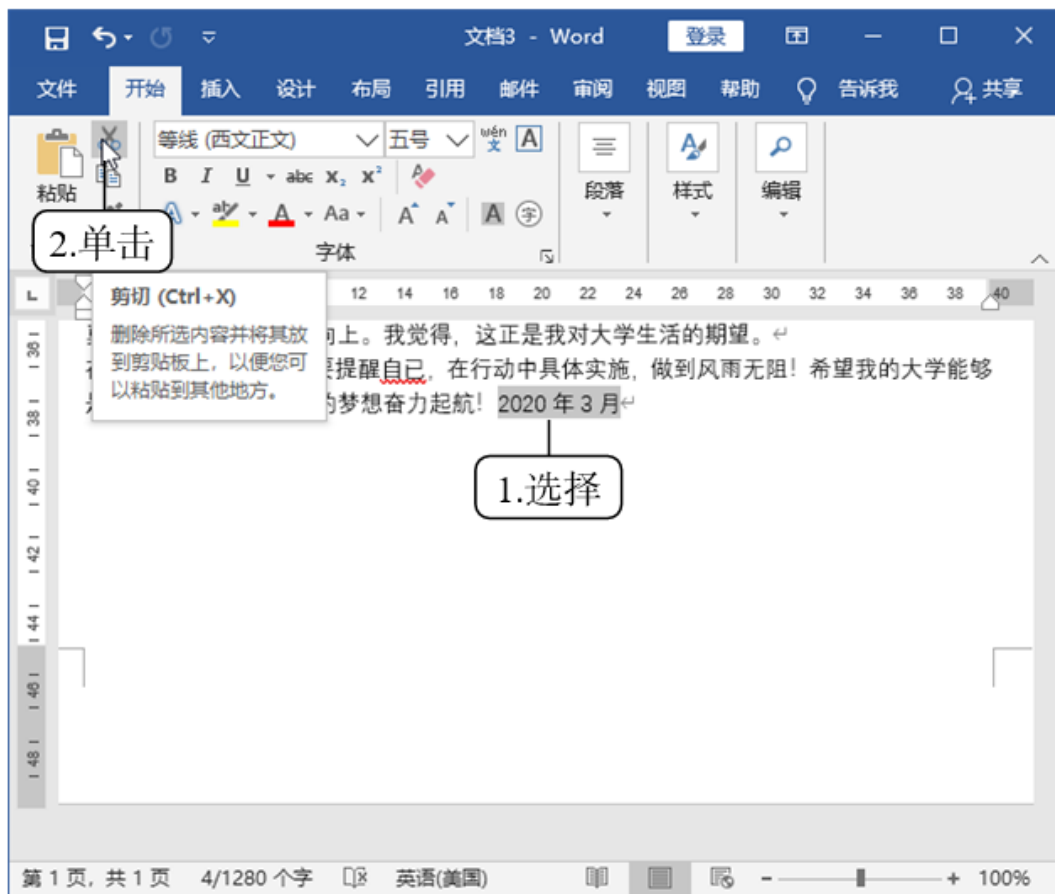 文档3 - Word 登录
文件 开始 插入 设计 布局 引用 邮件 审阅 视图 帮助 告诉我 共享
等线 (西文正文) 五号 wén 文 A
粘贴 B I U abc x₂ x² 段落 样式 编辑
A aby A Aa A A A 字
2.单击
字体
剪切 (Ctrl+X)
删除所选内容并将其放
到剪贴板上，以便您可
以粘贴到其他地方。
12 14 16 18 20 22 24 26 28 30 32 34 36 38 40
向上。我觉得，这正是我对大学生活的期望。
要提醒自已，在行动中具体实施，做到风雨无阻！希望我的大学能够
的梦想奋力起航！2020 年 3 月
1.选择
36
38
40
42
44
46
48
第 1 页，共 1 页 4/1280 个字 英语(美国) - + 100%